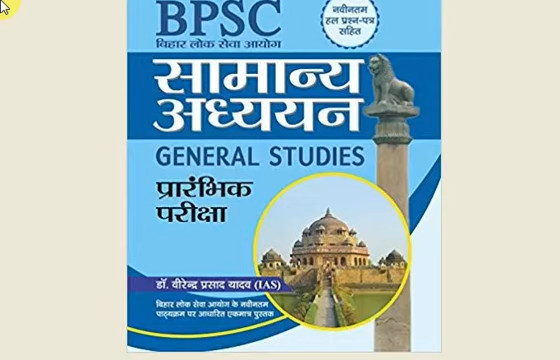 BPSC
बिहार लोक सेवा आयोग
नवीनतम
हल प्रश्न-पत्र
सहित
सामान्य
अध्ययन
GENERAL STUDIES
प्रारंभिक
परीक्षा
डॉ. वीरेन्द्र प्रसाद यादव (IAS)
बिहार लोक सेवा आयोग के नवीनतम
पाठ्यक्रम पर आधारित एकमात्र पुस्तक